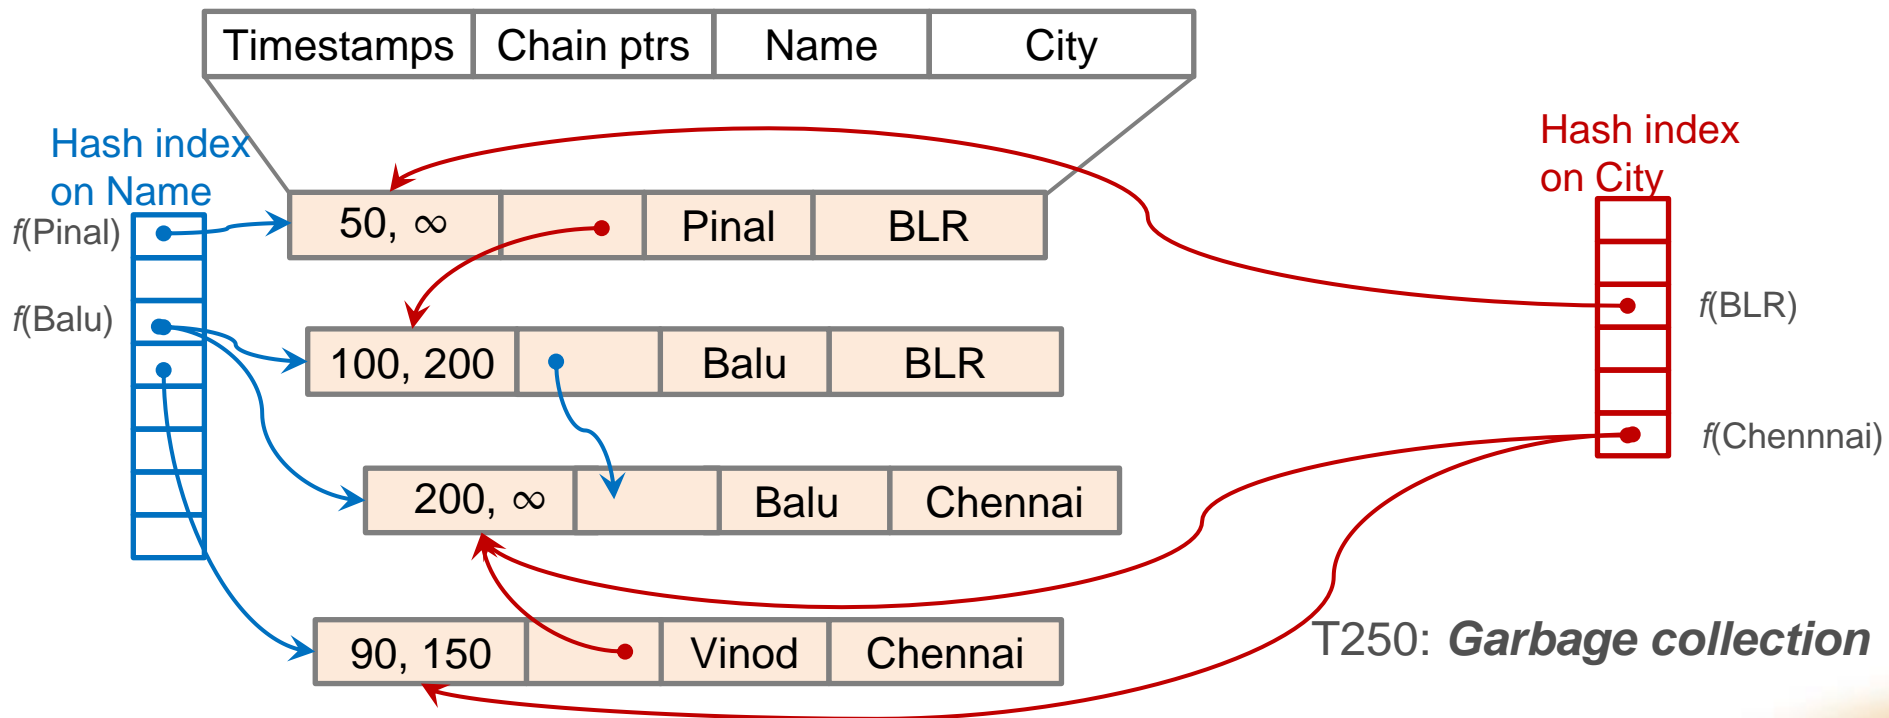 Timestamps Chain ptrs Name City
Hash index
on Name
Hash index
on City
f(Pinal)
50, ∞ Pinal BLR
f(Balu)
100, 200 Balu BLR
f(BLR)
200, ∞ Balu Chennai
f(Chennnai)
90, 150 Vinod Chennai
T250: Garbage collection